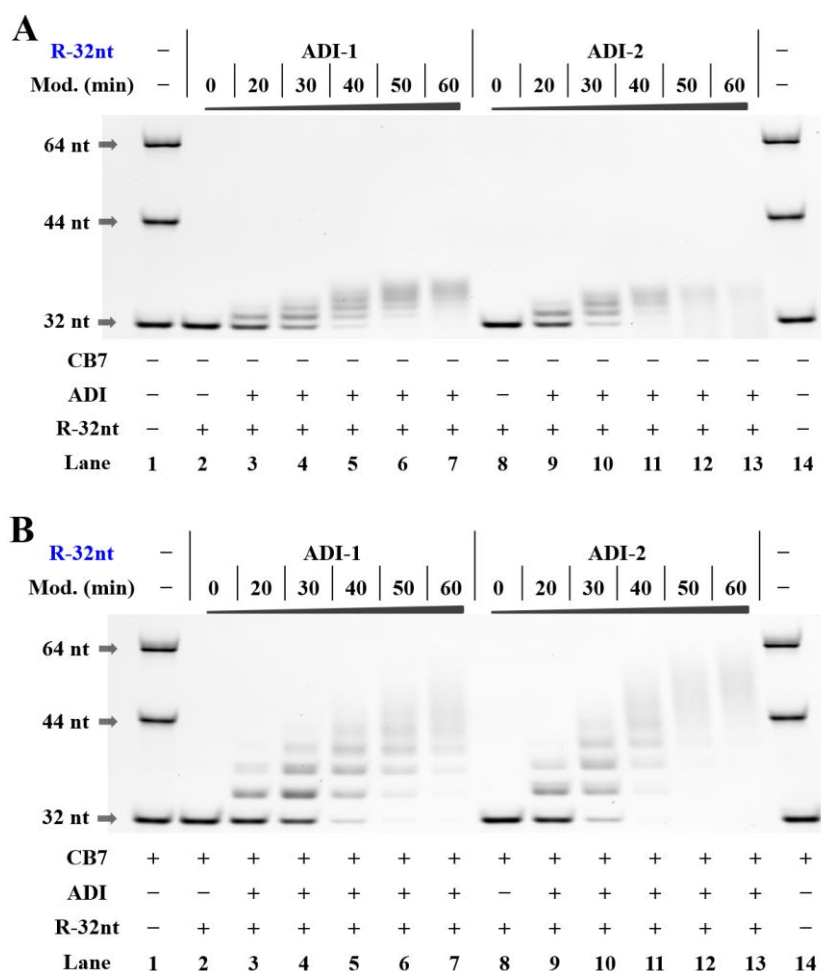 A
R-32nt – ADI-1 ADI-2 –
Mod. (min) – 0 20 30 40 50 60 0 20 30 40 50 60 –
64 nt
44 nt
32 nt
CB7 – – – – – – – – – – – – – –
ADI – – + + + + + – + + + + + –
R-32nt – + + + + + + + + + + + + –
Lane 1 2 3 4 5 6 7 8 9 10 11 12 13 14
B
R-32nt – ADI-1 ADI-2 –
Mod. (min) – 0 20 30 40 50 60 0 20 30 40 50 60 –
64 nt
44 nt
32 nt
CB7 + + + + + + + + + + + + + +
ADI – – + + + + + – + + + + + –
R-32nt – + + + + + + + + + + + + –
Lane 1 2 3 4 5 6 7 8 9 10 11 12 13 14